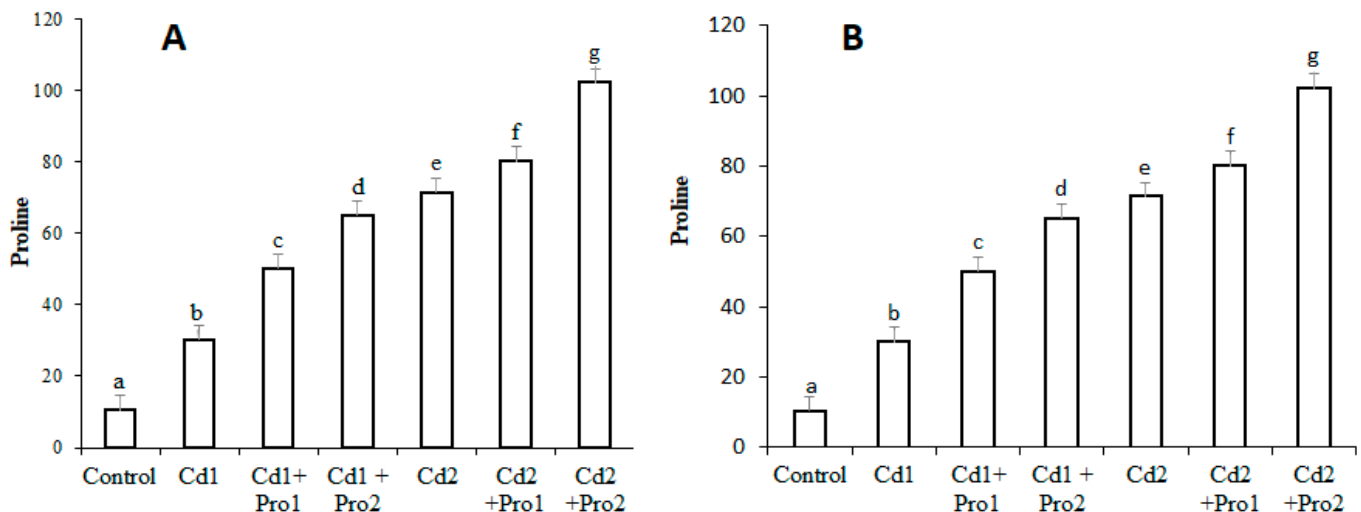 A
120
100
80
60
40
20
0
Proline
a
b
c
d
e
f
g
Control
Cd1
Cd1+
Pro1
Cd1 +
Pro2
Cd2
Cd2
+Pro1
Cd2
+Pro2
B
120
100
80
60
40
20
0
Proline
a
b
c
d
e
f
g
Control
Cd1
Cd1+
Pro1
Cd1 +
Pro2
Cd2
Cd2
+Pro1
Cd2
+Pro2